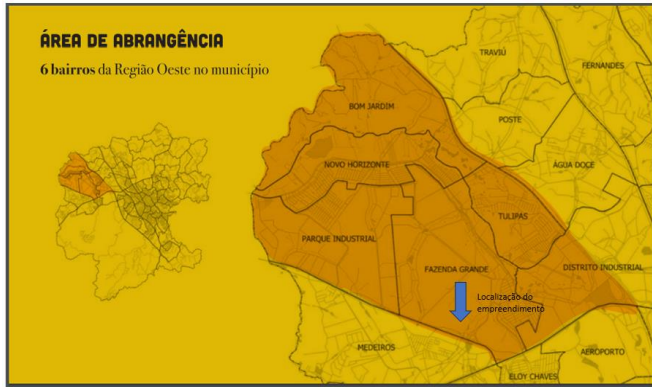 ÁREA DE ABRANGÊNCIA
6 bairros da Região Oeste no município
TRAVIÚ
FERNANDES
BOM JARDIM
POSTE
NOVO HORIZONTE
ÁGUA DOCE
TULIPAS
PARQUE INDUSTRIAL
FAZENDA GRANDE
DISTRITO INDUSTRIAL
Localização do
empreendimento
MEDEIROS
AEROPORTO
ELOY CHAVES